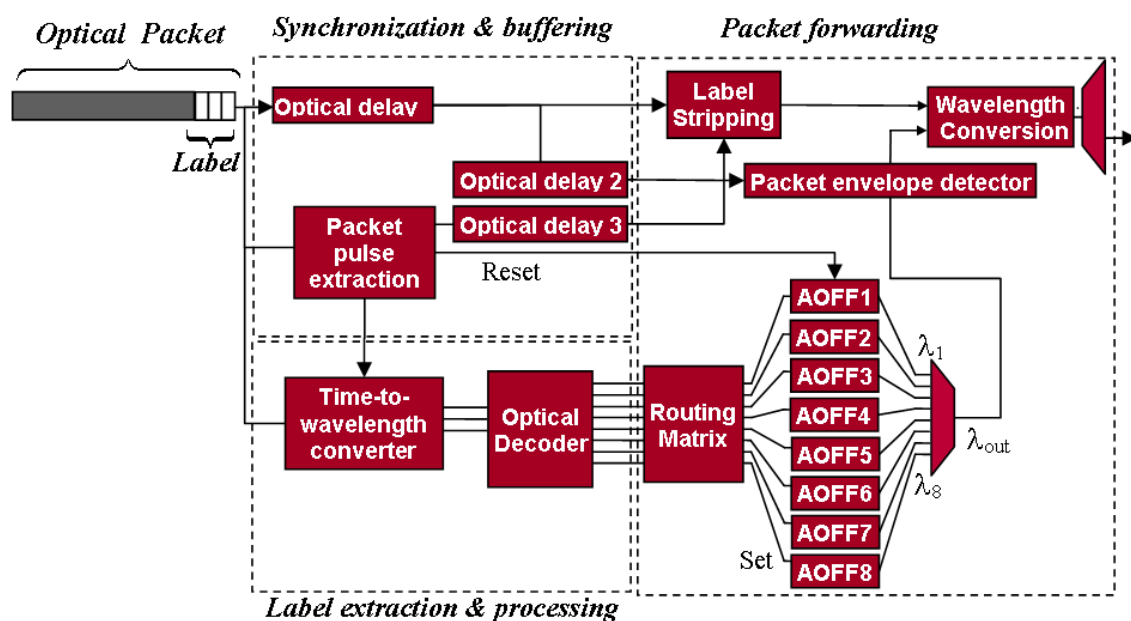 Optical Packet
Synchronization & buffering
Packet forwarding
Label
Optical delay
Label
Stripping
Wavelength
Conversion
Optical delay 2
Packet envelope detector
Packet
pulse
extraction
Optical delay 3
Reset
AOFF1
AOFF2
AOFF3
AOFF4
AOFF5
AOFF6
AOFF7
AOFF8
λ1
λ8
λout
Time-to-
wavelength
converter
Optical
Decoder
Routing
Matrix
Set
Label extraction & processing